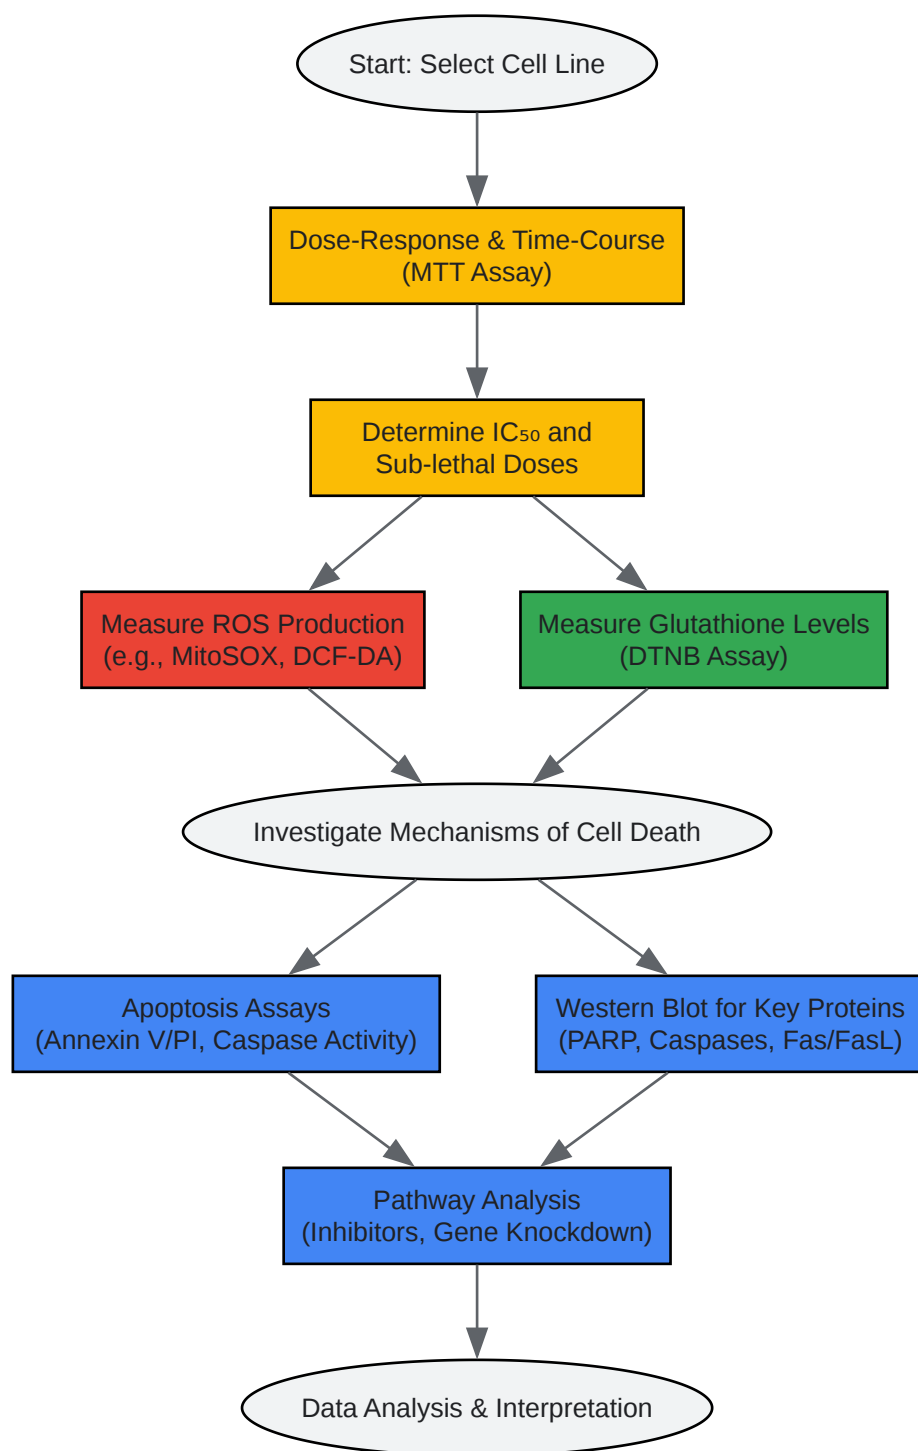 Start: Select Cell Line
Dose-Response & Time-Course
(MTT Assay)
Determine IC₅₀ and
Sub-lethal Doses
Measure ROS Production
(e.g., MitoSOX, DCF-DA)
Measure Glutathione Levels
(DTNB Assay)
Investigate Mechanisms of Cell Death
Apoptosis Assays
(Annexin V/PI, Caspase Activity)
Western Blot for Key Proteins
(PARP, Caspases, Fas/FasL)
Pathway Analysis
(Inhibitors, Gene Knockdown)
Data Analysis & Interpretation